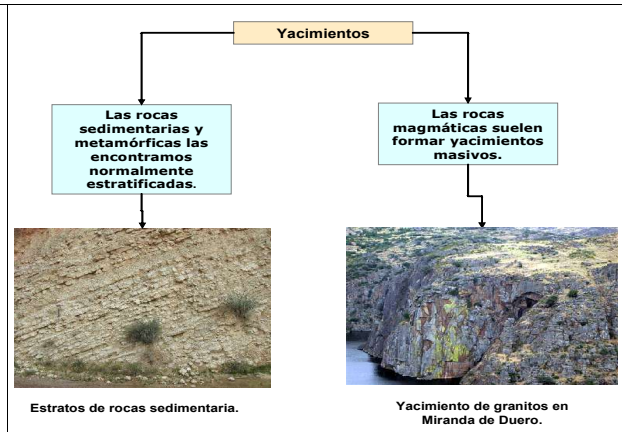 Yacimientos
Las rocas
sedimentarias y
metamórficas las
encontramos
normalmente
estratificadas.
Las rocas
magmáticas suelen
formar yacimientos
masivos.
Estratos de rocas sedimentaria.
Yacimiento de granitos en
Miranda de Duero.